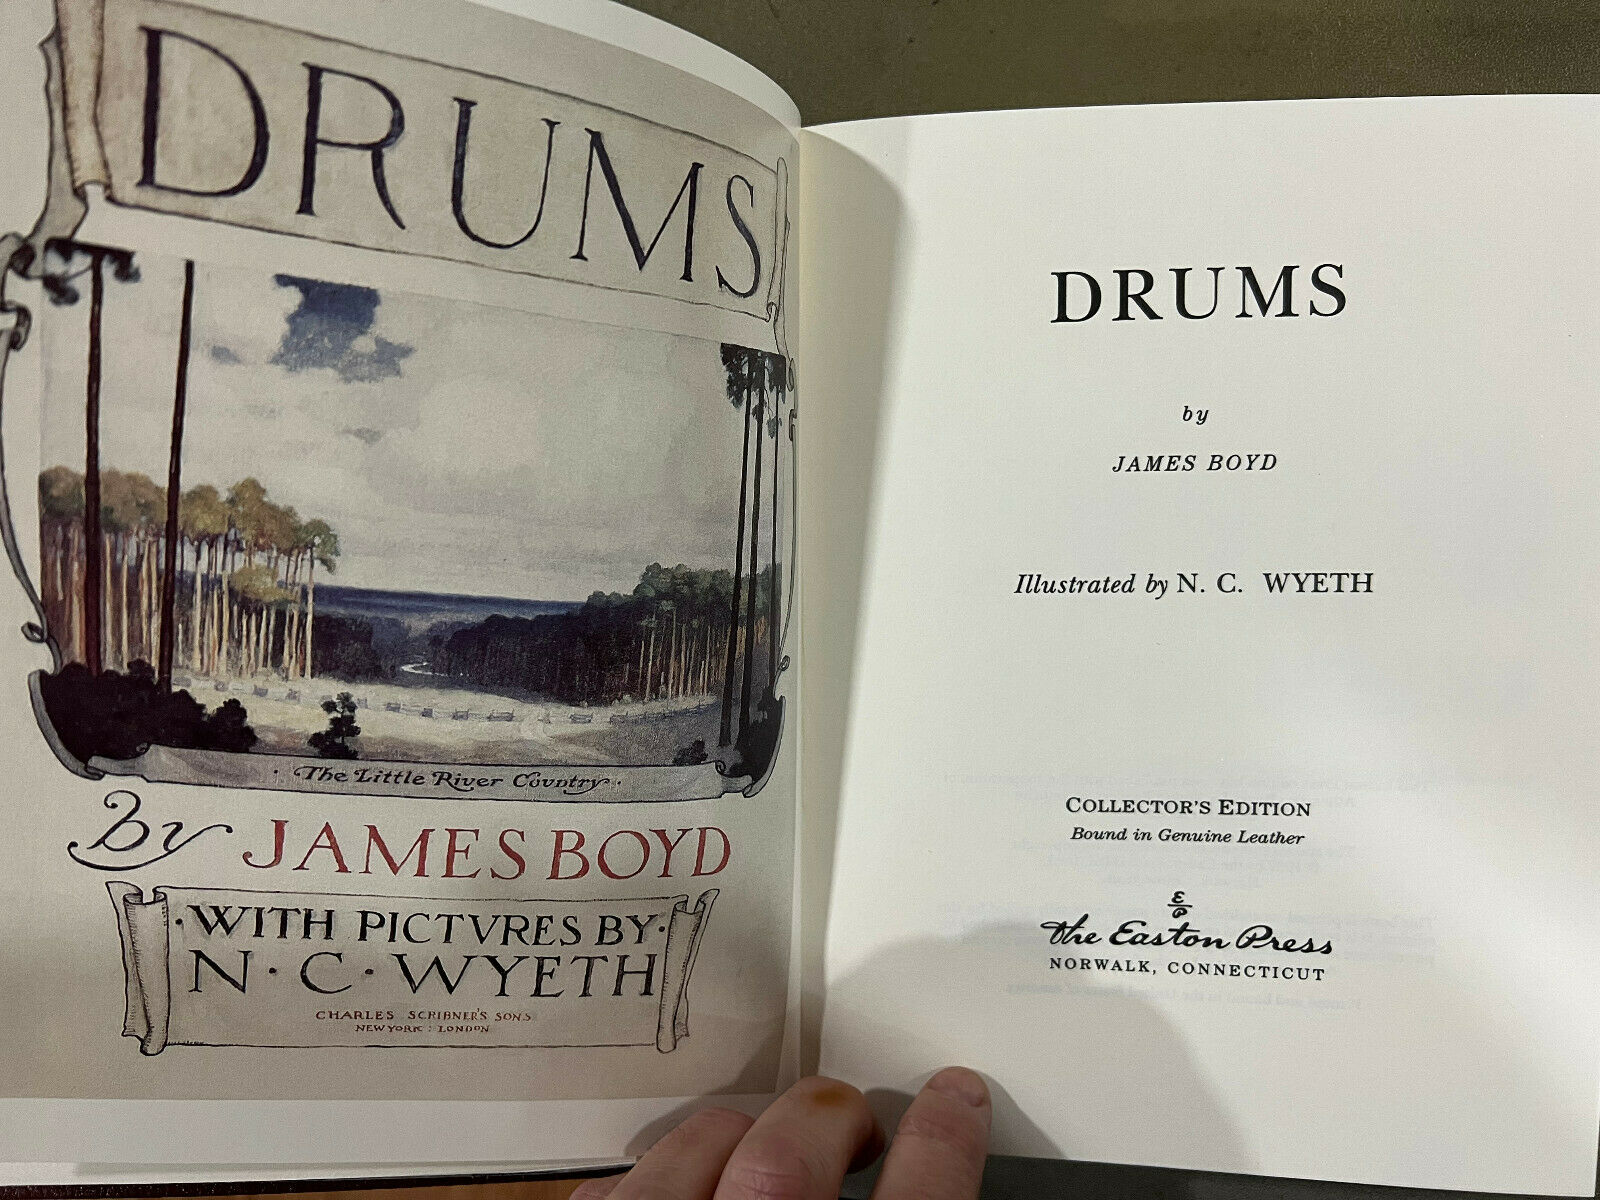 DRUMS
The Little River Country
by JAMES BOYD
WITH PICTVRES BY
N·C·WYETH
CHARLES SCRIBNER'S SONS
NEW YORK : LONDON
DRUMS
by
JAMES BOYD
Illustrated by N. C. WYETH
COLLECTOR'S EDITION
Bound in Genuine Leather
The Easton Press
NORWALK, CONNECTICUT